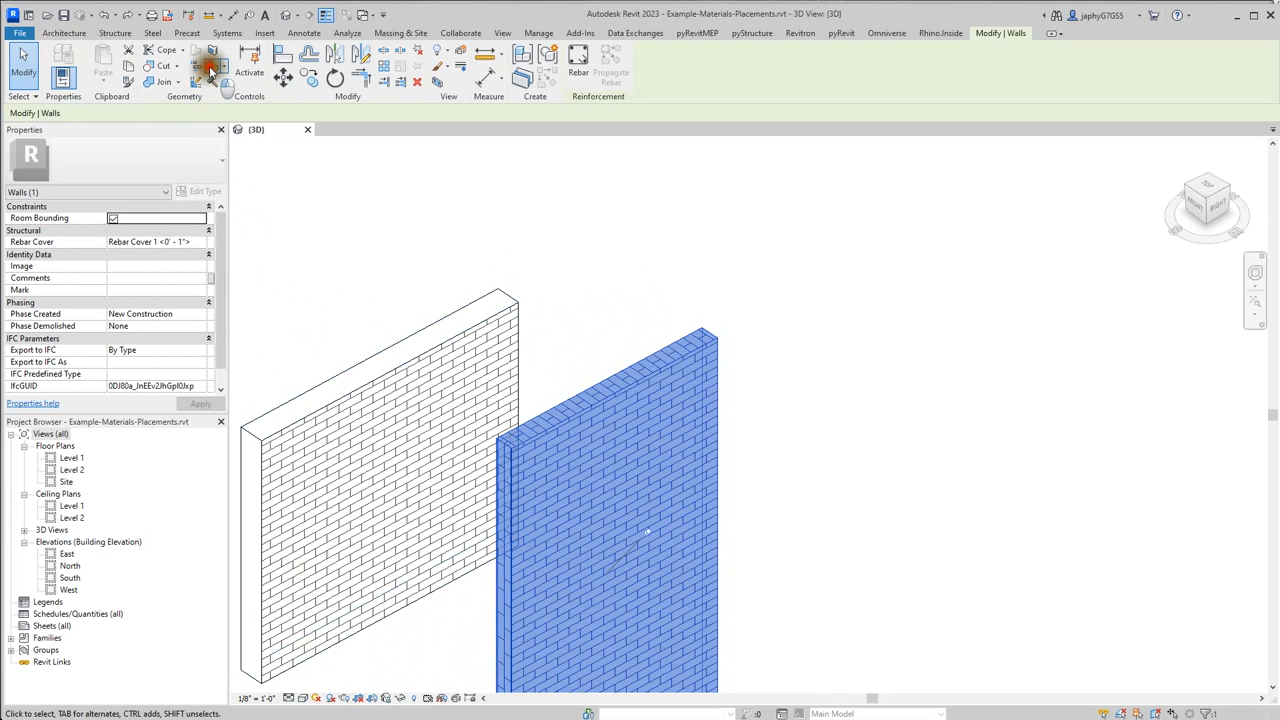 Autodesk Revit 2023 - Example-Materials-Placements.rvt - 3D View: {3D}
japhyG7GS5
File Architecture Structure Steel Precast Systems Insert Annotate Analyze Massing & Site Collaborate View Manage Add-Ins Data Exchanges pyRevitMEP pyStructure Revitron pyRevit Omniverse Rhino.Inside Modify | Walls
Modify
Paste
Cope
Cut
Join
Activate
Rebar
Propagate Rebar
Select Properties Clipboard Geometry Controls Modify View Measure Create Reinforcement
Modify | Walls
Properties
{3D}
R
Walls (1) Edit Type
Constraints
Room Bounding
Structural
Rebar Cover Rebar Cover 1 <0' - 1">
Identity Data
Image
Comments
Mark
Phasing
Phase Created New Construction
Phase Demolished None
IFC Parameters
Export to IFC By Type
Export to IFC As
IFC Predefined Type
IfcGUID 0DJ80a_JnEEv2JhGpl0Jxp
Properties help Apply
Project Browser - Example-Materials-Placements.rvt
Views (all)
Floor Plans
Level 1
Level 2
Site
Ceiling Plans
Level 1
Level 2
3D Views
Elevations (Building Elevation)
East
North
South
West
Legends
Schedules/Quantities (all)
Sheets (all)
Families
Groups
Revit Links
TOP
FRONT
RIGHT
1/8" = 1'-0"
Click to select, TAB for alternates, CTRL adds, SHIFT unselects.
:0
Main Model
:1